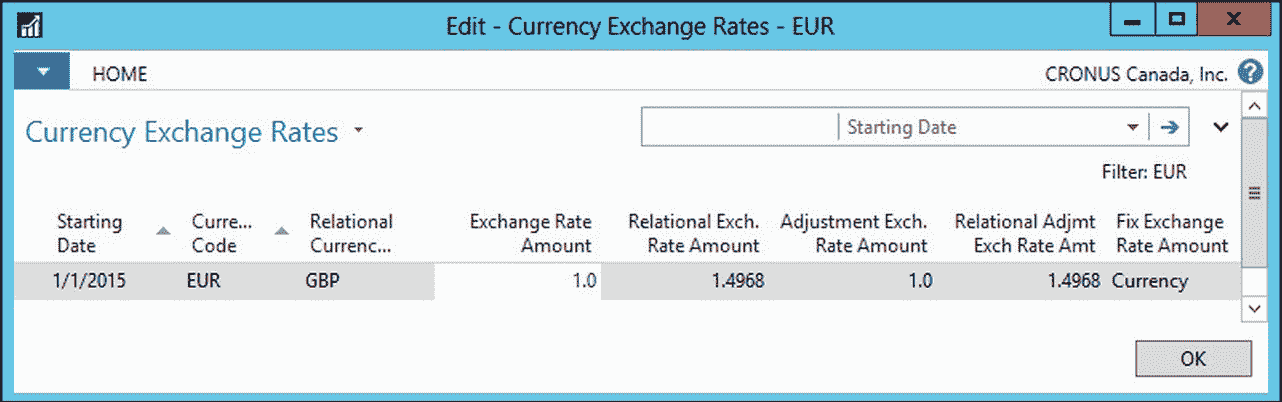 Edit - Currency Exchange Rates - EUR
HOME
CRONUS Canada, Inc.
Currency Exchange Rates
Starting Date
Filter: EUR
Starting Date
Curre... Code
Relational Currenc...
Exchange Rate Amount
Relational Exch. Rate Amount
Adjustment Exch. Rate Amount
Relational Adjmt Exch Rate Amt
Fix Exchange Rate Amount
1/1/2015 EUR GBP 1.0 1.4968 1.0 1.4968 Currency
OK